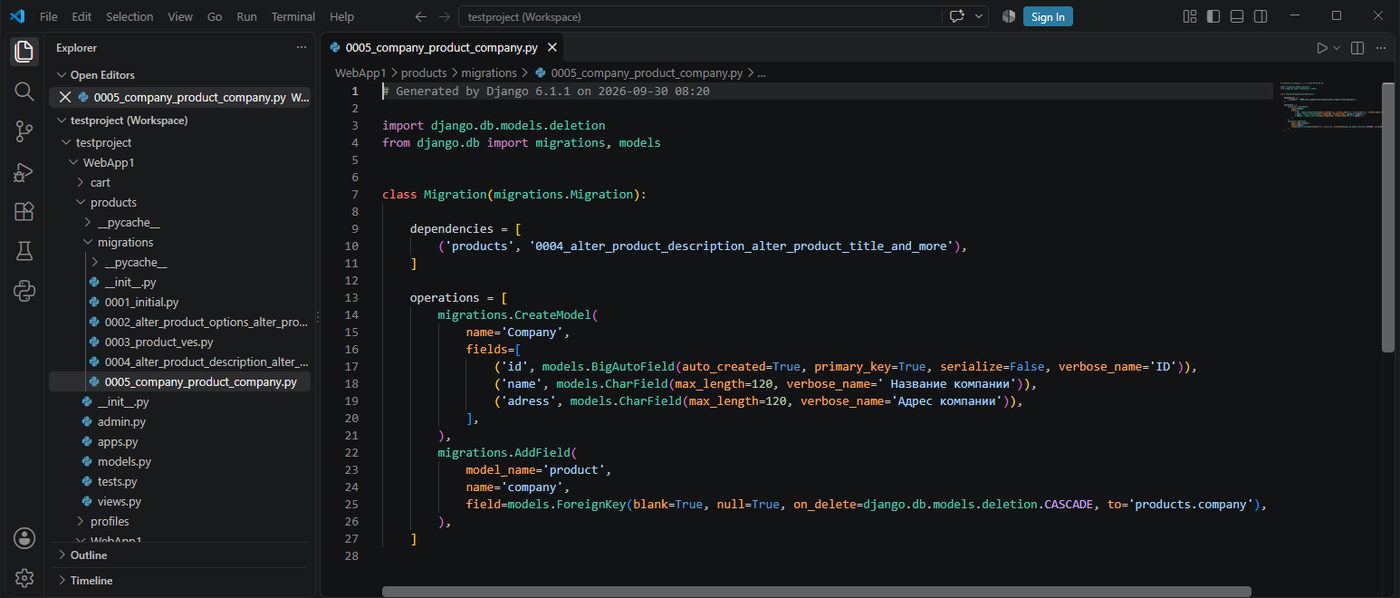 File Edit Selection View Go Run Terminal Help
testproject (Workspace)
Sign In
Explorer
Open Editors
0005_company_product_company.py W...
testproject (Workspace)
testproject
WebApp1
cart
products
__pycache__
migrations
__pycache__
__init__.py
0001_initial.py
0002_alter_product_options_alter_pro...
0003_product_ves.py
0004_alter_product_description_alter_...
0005_company_product_company.py
__init__.py
admin.py
apps.py
models.py
tests.py
views.py
profiles
WebApp1
Outline
Timeline
0005_company_product_company.py
WebApp1 > products > migrations > 0005_company_product_company.py > ...
1 # Generated by Django 6.1.1 on 2026-09-30 08:20
2
3 import django.db.models.deletion
4 from django.db import migrations, models
5
6
7 class Migration(migrations.Migration):
8
9 dependencies = [
10 ('products', '0004_alter_product_description_alter_product_title_and_more'),
11 ]
12
13 operations = [
14 migrations.CreateModel(
15 name='Company',
16 fields=[
17 ('id', models.BigAutoField(auto_created=True, primary_key=True, serialize=False, verbose_name='ID')),
18 ('name', models.CharField(max_length=120, verbose_name=' Название компании')),
19 ('adress', models.CharField(max_length=120, verbose_name='Адрес компании')),
20 ],
21 ),
22 migrations.AddField(
23 model_name='product',
24 name='company',
25 field=models.ForeignKey(blank=True, null=True, on_delete=django.db.models.deletion.CASCADE, to='products.company'),
26 ),
27 ]
28